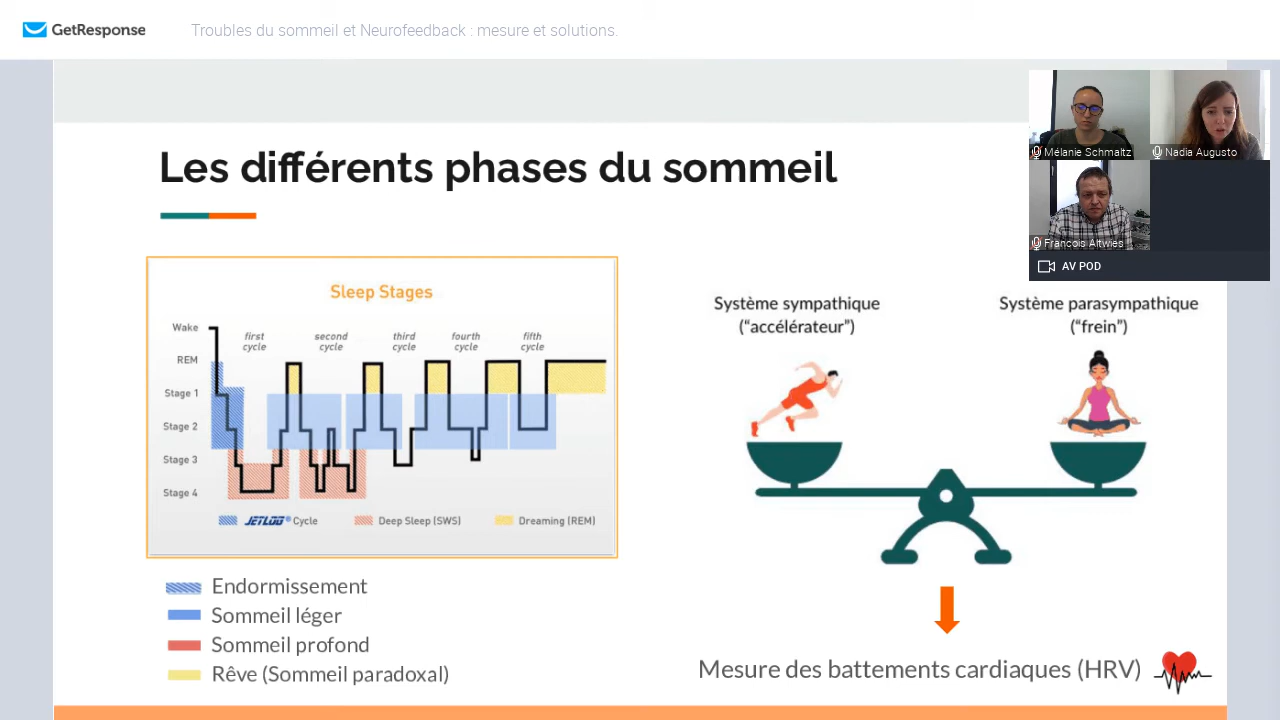 GetResponse
Troubles du sommeil et Neurofeedback : mesure et solutions.
Mélanie Schmaltz
Nadia Augusto
Francois Altwies
AV POD
Les différents phases du sommeil
Sleep Stages
Wake
REM
Stage 1
Stage 2
Stage 3
Stage 4
first cycle
second cycle
third cycle
fourth cycle
fifth cycle
JETLOG® Cycle
Deep Sleep (SWS)
Dreaming (REM)
Endormissement
Sommeil léger
Sommeil profond
Rêve (Sommeil paradoxal)
Système sympathique
(“accélérateur”)
Système parasympathique
(“frein”)
Mesure des battements cardiaques (HRV)